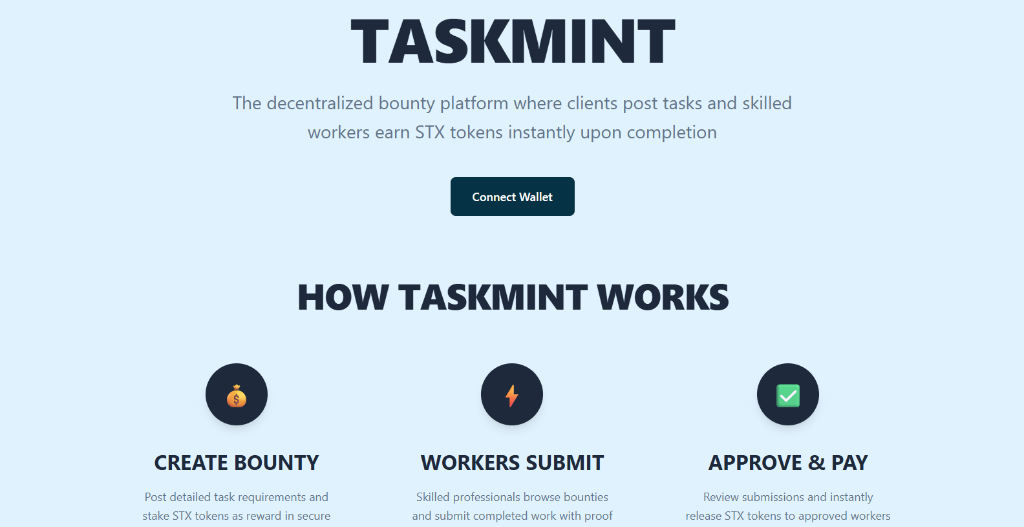 TASKMINT
The decentralized bounty platform where clients post tasks and skilled
workers earn STX tokens instantly upon completion
Connect Wallet
HOW TASKMINT WORKS
CREATE BOUNTY
Post detailed task requirements and
stake STX tokens as reward in secure
WORKERS SUBMIT
Skilled professionals browse bounties
and submit completed work with proof
APPROVE & PAY
Review submissions and instantly
release STX tokens to approved workers